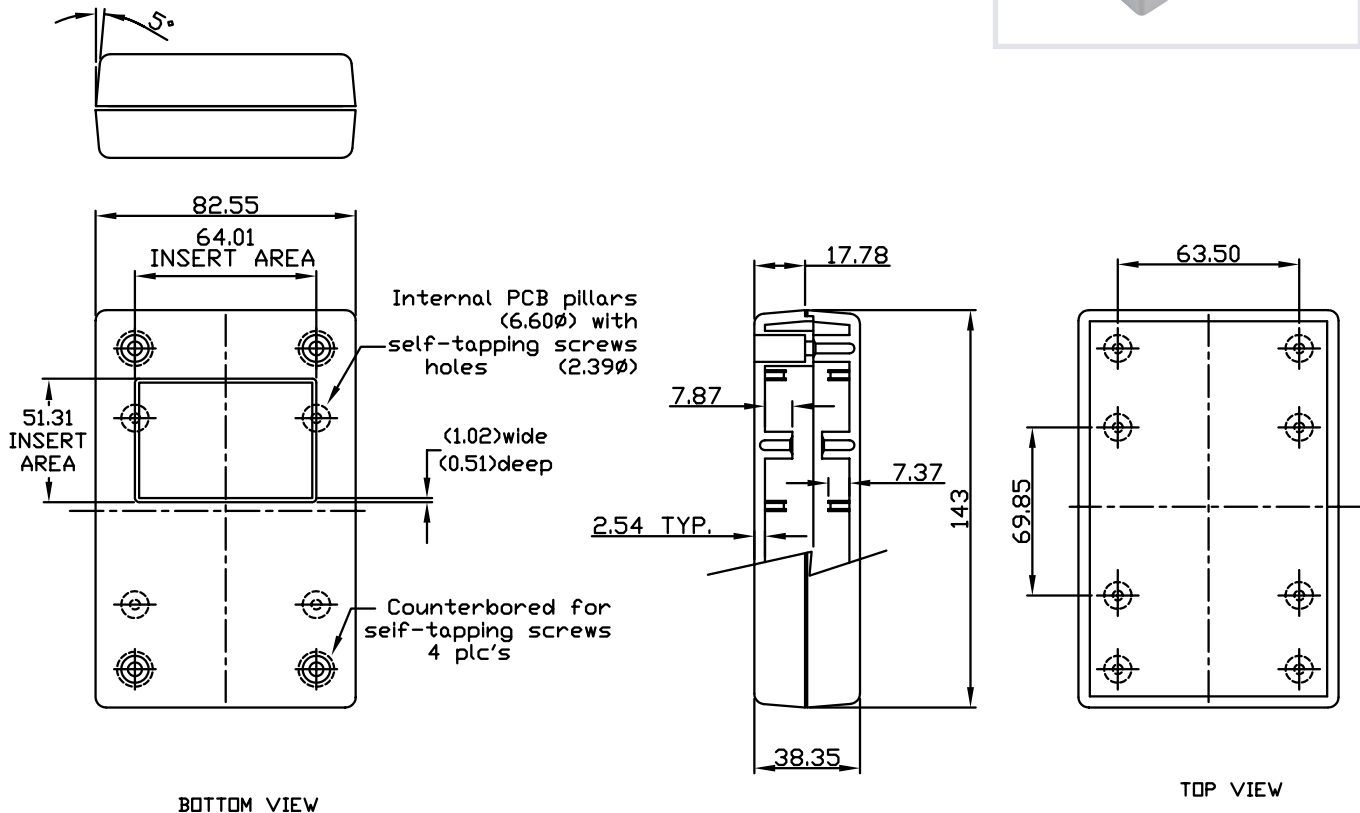 5°
82.55
64.01
INSERT AREA
Internal PCB pillars
(6.60Ø) with
self-tapping screws
holes (2.39Ø)
51.31
INSERT
AREA
(1.02)wide
(0.51)deep
Counterbored for
seif-tapping screws
4 plc's
BOTTOM VIEW
17.78
7.87
7.37
2.54 TYP.
143
38.35
63.50
69.85
TOP VIEW